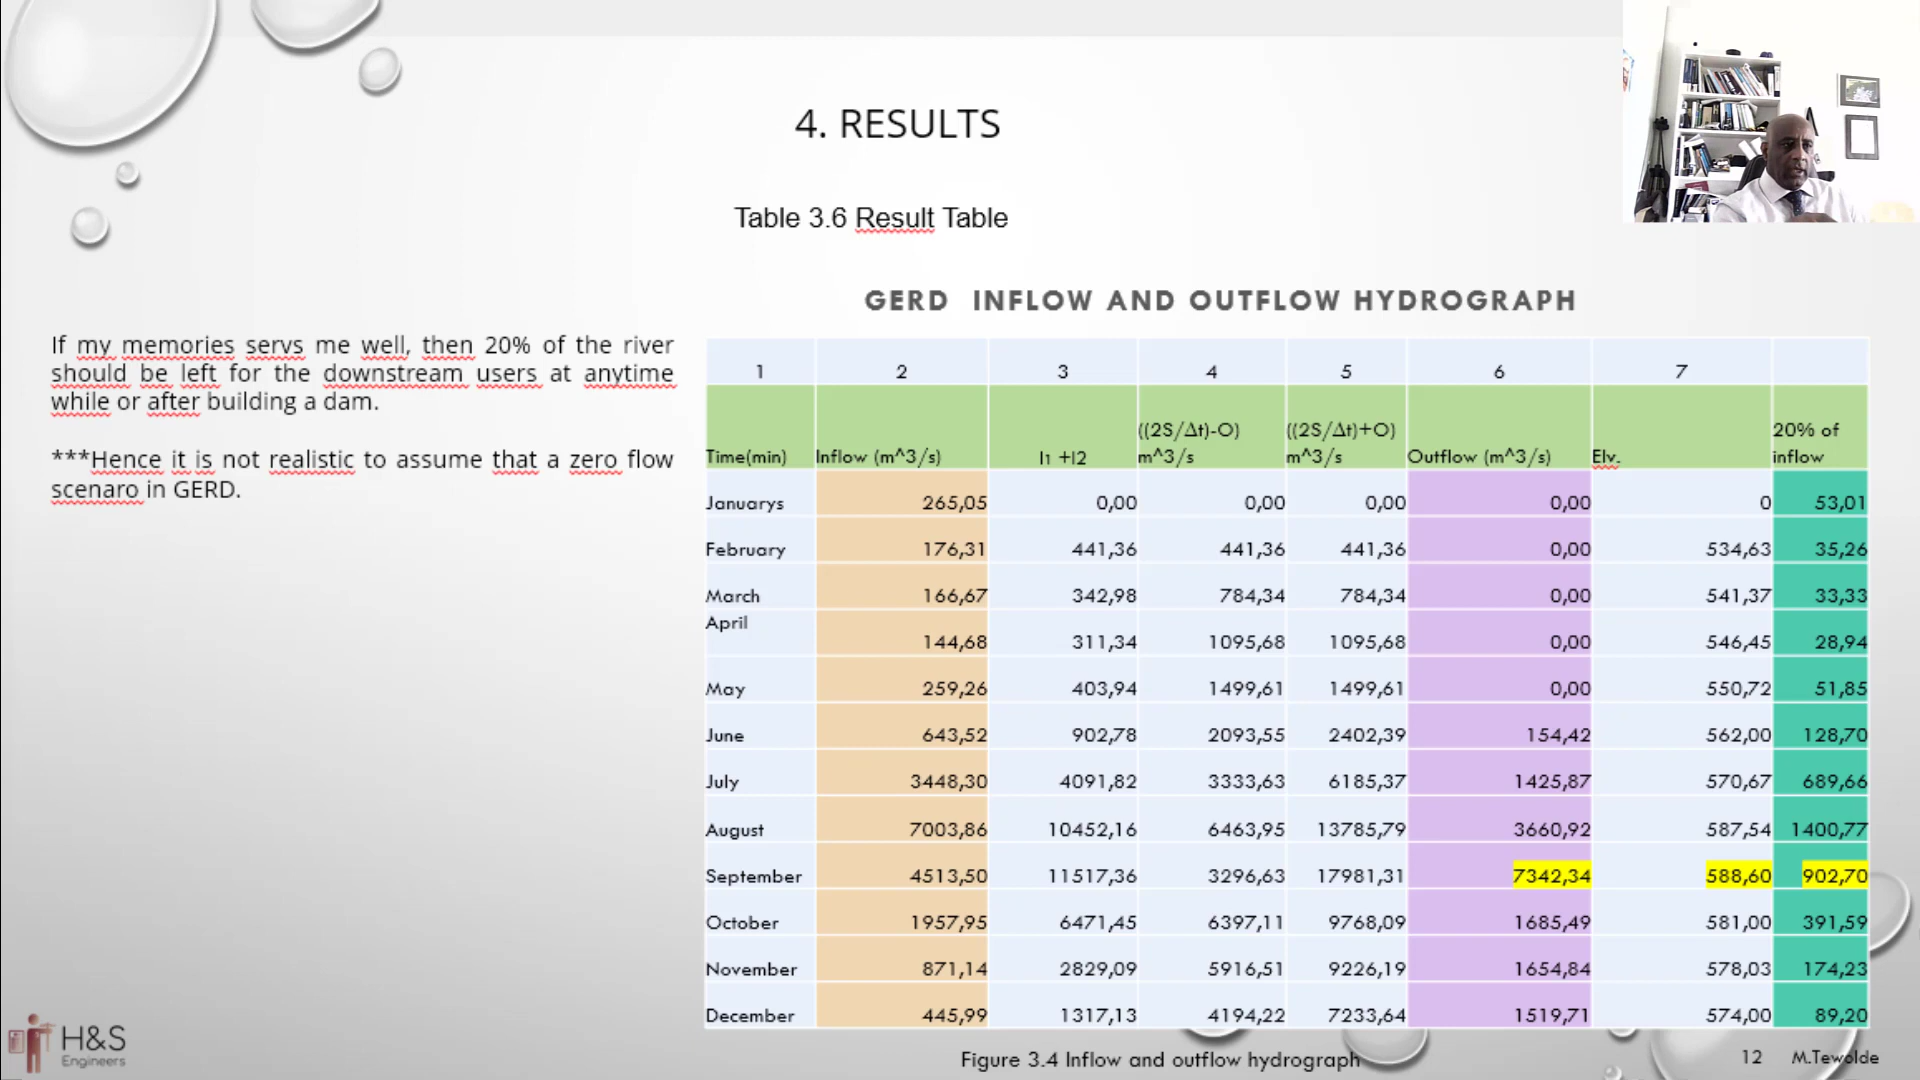 4. RESULTS
Table 3.6 Result Table
GERD INFLOW AND OUTFLOW HYDROGRAPH
If my memories servs me well, then 20% of the river
should be left for the downstream users at anytime
while or after building a dam.
***Hence it is not realistic to assume that a zero flow
scenaro in GERD.
1 2 3 4 5 6 7
Time(min) Inflow (m^3/s) I1 +I2 ((2S/Δt)-O) m^3/s ((2S/Δt)+O) m^3/s Outflow (m^3/s) Elv. 20% of inflow
Januarys 265,05 0,00 0,00 0,00 0,00 0 53,01
February 176,31 441,36 441,36 441,36 0,00 534,63 35,26
March 166,67 342,98 784,34 784,34 0,00 541,37 33,33
April 144,68 311,34 1095,68 1095,68 0,00 546,45 28,94
May 259,26 403,94 1499,61 1499,61 0,00 550,72 51,85
June 643,52 902,78 2093,55 2402,39 154,42 562,00 128,70
July 3448,30 4091,82 3333,63 6185,37 1425,87 570,67 689,66
August 7003,86 10452,16 6463,95 13785,79 3660,92 587,54 1400,77
September 4513,50 11517,36 3296,63 17981,31 7342,34 588,60 902,70
October 1957,95 6471,45 6397,11 9768,09 1685,49 581,00 391,59
November 871,14 2829,09 5916,51 9226,19 1654,84 578,03 174,23
December 445,99 1317,13 4194,22 7233,64 1519,71 574,00 89,20
Figure 3.4 Inflow and outflow hydrograph
12 M.Tewolde
H&S
Engineers